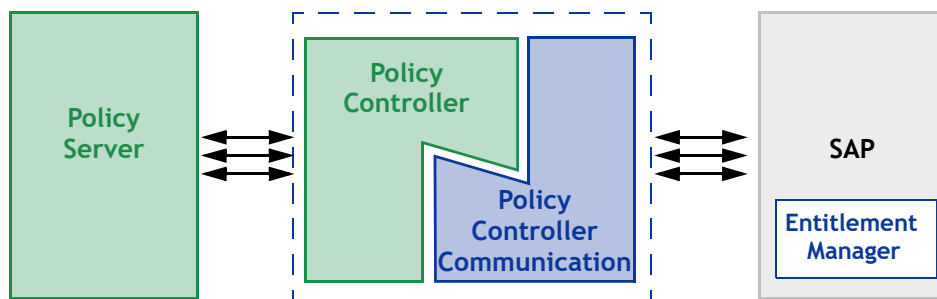 Policy
Server
Policy
Controller
Policy
Controller
Communication
SAP
Entitlement
Manager